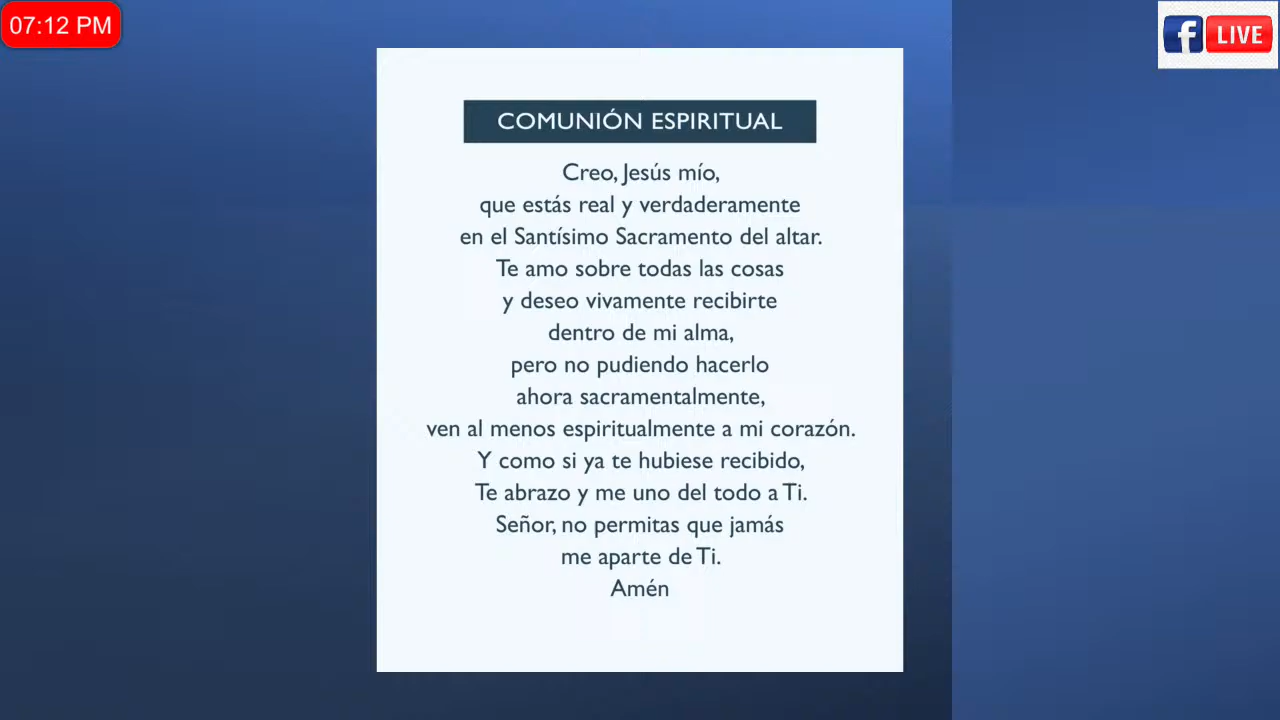 07:12 PM
f LIVE
COMUNIÓN ESPIRITUAL
Creo, Jesús mío,
que estás real y verdaderamente
en el Santísimo Sacramento del altar.
Te amo sobre todas las cosas
y deseo vivamente recibirte
dentro de mi alma,
pero no pudiendo hacerlo
ahora sacramentalmente,
ven al menos espiritualmente a mi corazón.
Y como si ya te hubiese recibido,
Te abrazo y me uno del todo a Ti.
Señor, no permitas que jamás
me aparte de Ti.
Amén